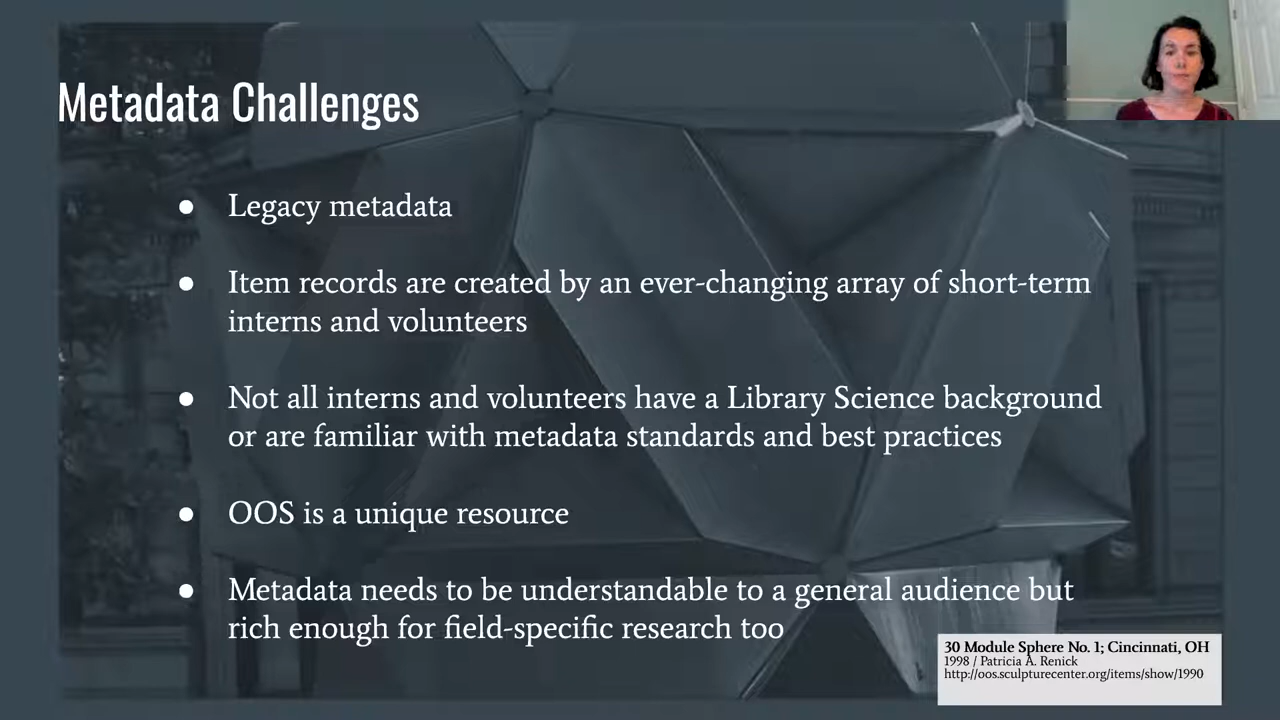 Metadata Challenges
● Legacy metadata
● Item records are created by an ever-changing array of short-term
interns and volunteers
● Not all interns and volunteers have a Library Science background
or are familiar with metadata standards and best practices
● OOS is a unique resource
● Metadata needs to be understandable to a general audience but
rich enough for field-specific research too
30 Module Sphere No. 1; Cincinnati, OH
1998 / Patricia A. Renick
http://oos.sculpturecenter.org/items/show/1990